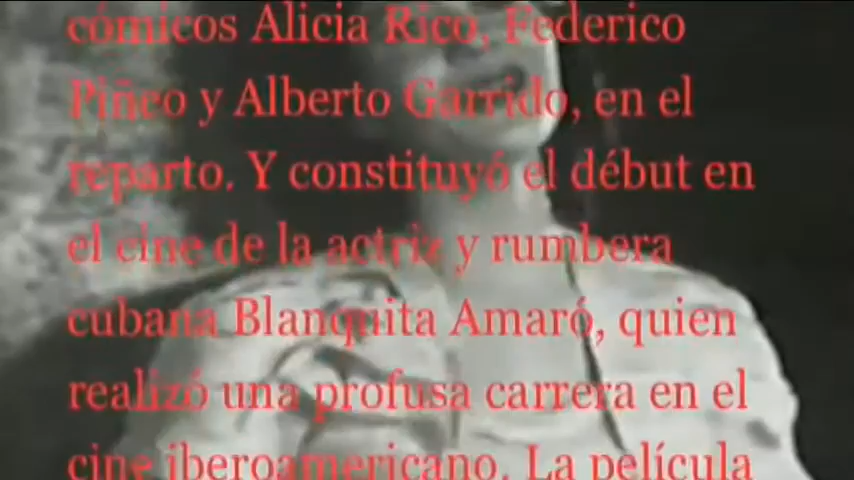 cómicos Alicia Rico, Federico
Piñeo y Alberto Garrido, en el
reparto. Y constituyó el début en
el cine de la actriz y rumbera
cubana Blanquita Amaró, quien
realizó una profusa carrera en el
cine iberoamericano. La película